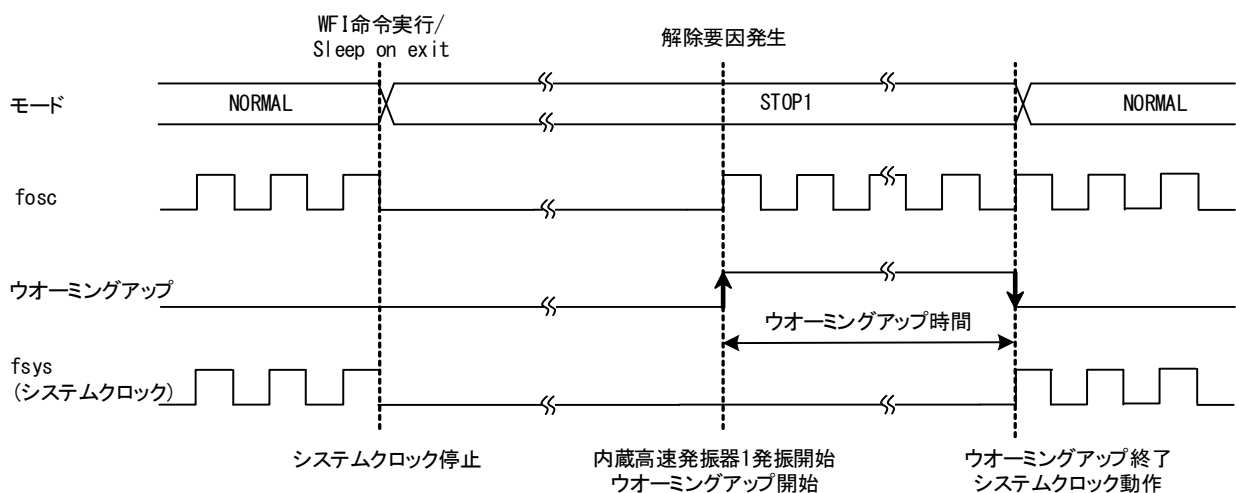 WFI命令実行/
Sleep on exit
解除要因発生
モード
NORMAL
STOP1
NORMAL
fosc
ウオーミングアップ
ウオーミングアップ時間
fsys
(システムクロック)
システムクロック停止
内蔵高速発振器1発振開始
ウオーミングアップ開始
ウオーミングアップ終了
システムクロック動作